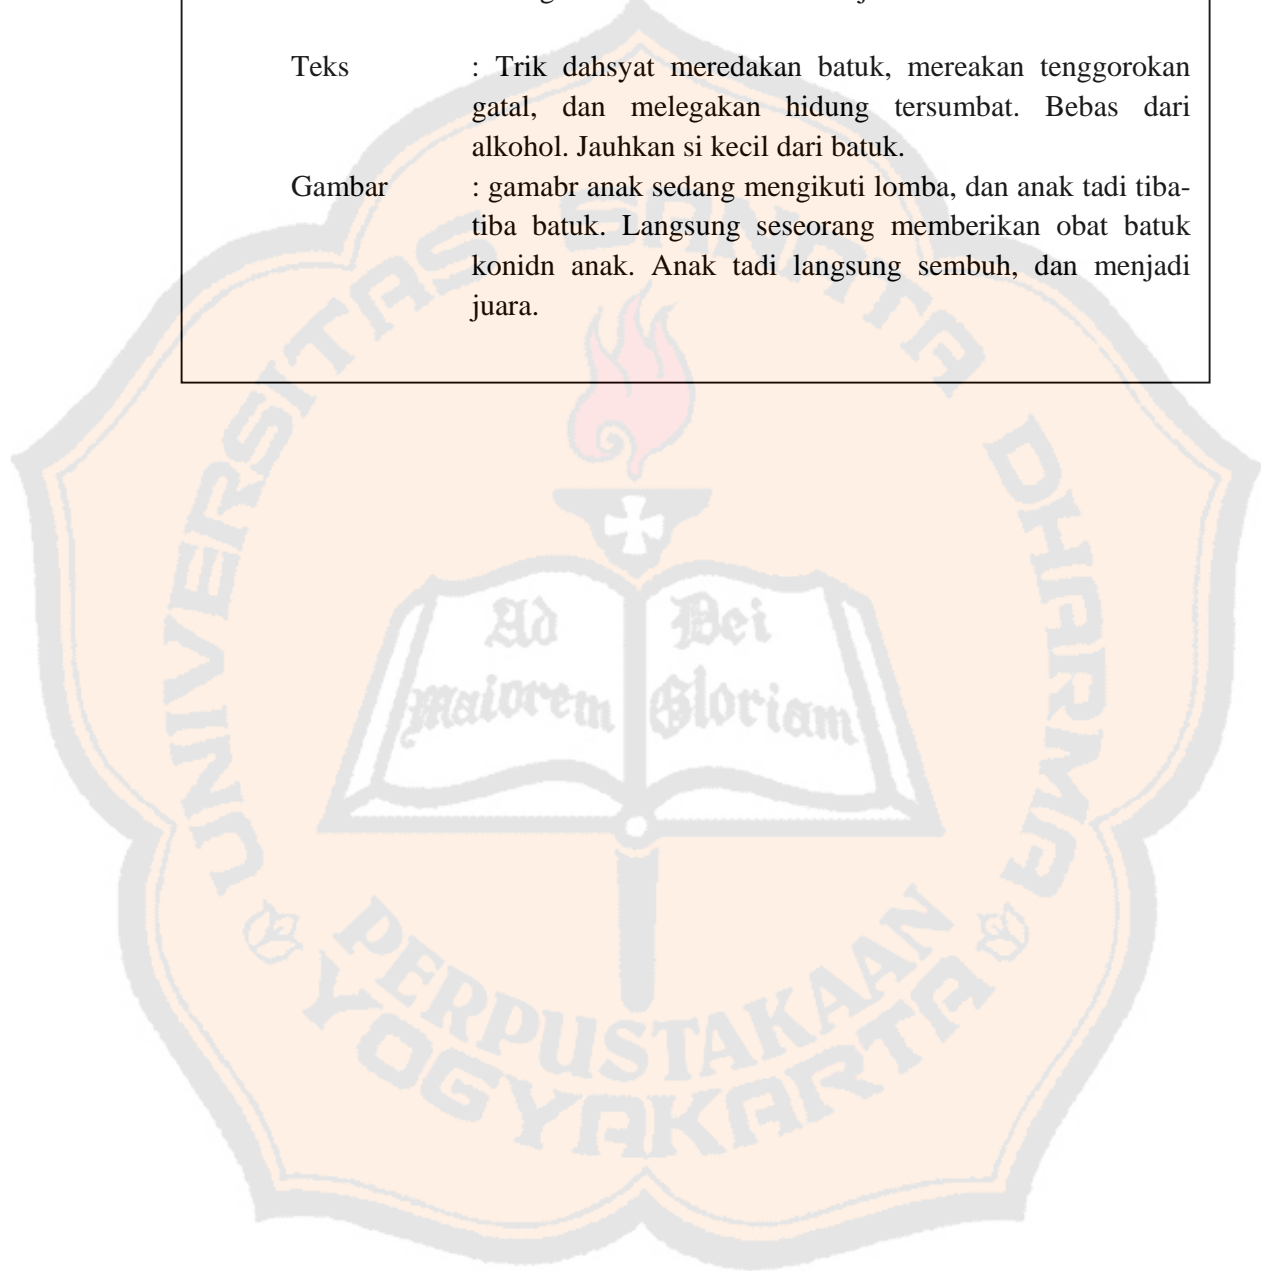 Teks : Trik dahsyat meredakan batuk, mereakan tenggorokan
gatal, dan melegakan hidung tersumbat. Bebas dari
alkohol. Jauhkan si kecil dari batuk.
Gambar : gamabr anak sedang mengikuti lomba, dan anak tadi tiba-
tiba batuk. Langsung seseorang memberikan obat batuk
konidn anak. Anak tadi langsung sembuh, dan menjadi
juara.
UNIVERSITAS SANATA DHARMA
Ad Dei
Maiorem Gloriam
PERPUSTAKAAN
YOGYAKARTA